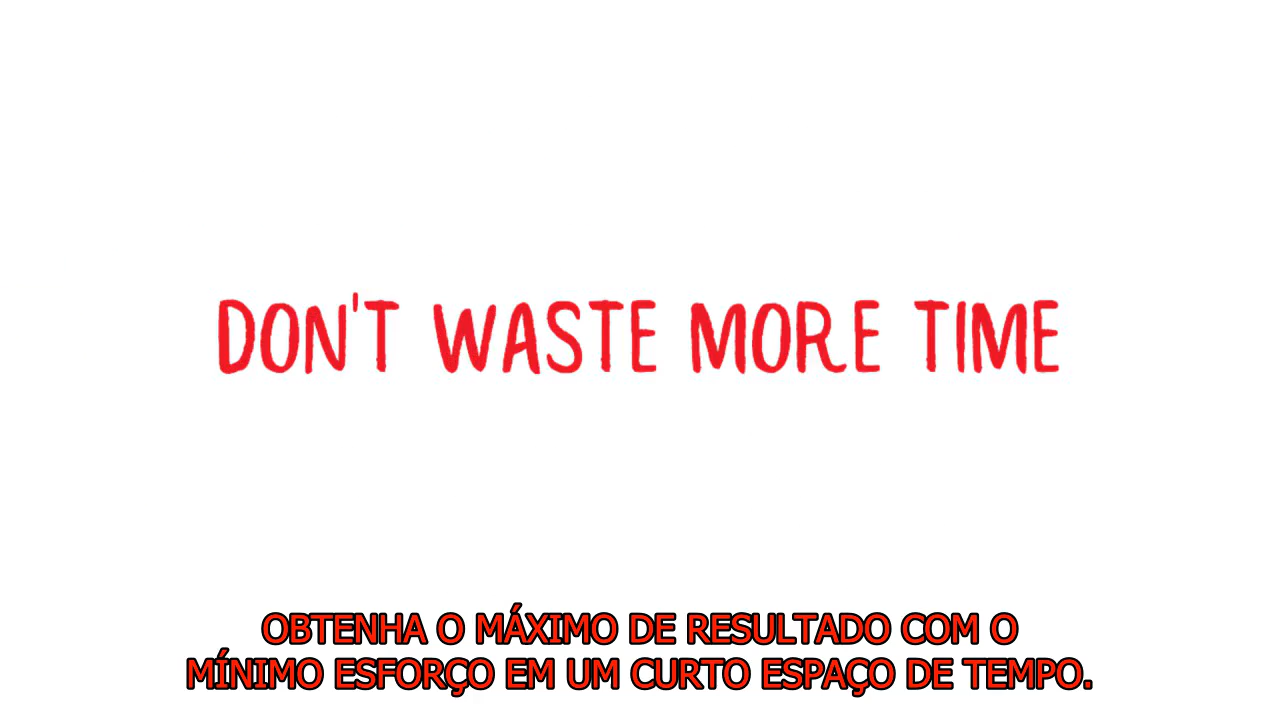 DON'T WASTE MORE TIME
OBTENHA O MÁXIMO DE RESULTADO COM O
MÍNIMO ESFORÇO EM UM CURTO ESPAÇO DE TEMPO.